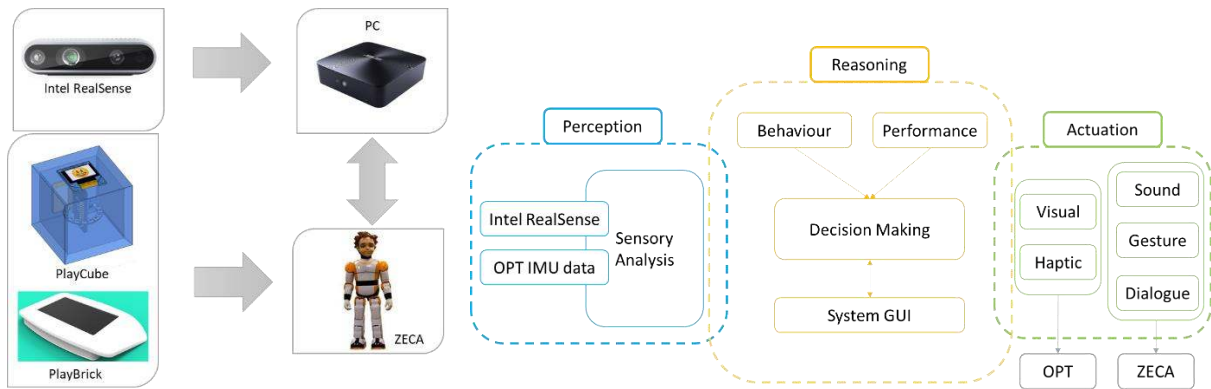 Intel RealSense
PC
PlayCube
PlayBrick
ZECA
Perception
Intel RealSense
OPT IMU data
Sensory
Analysis
Reasoning
Behaviour
Performance
Decision Making
System GUI
Actuation
Visual
Haptic
Sound
Gesture
Dialogue
OPT
ZECA